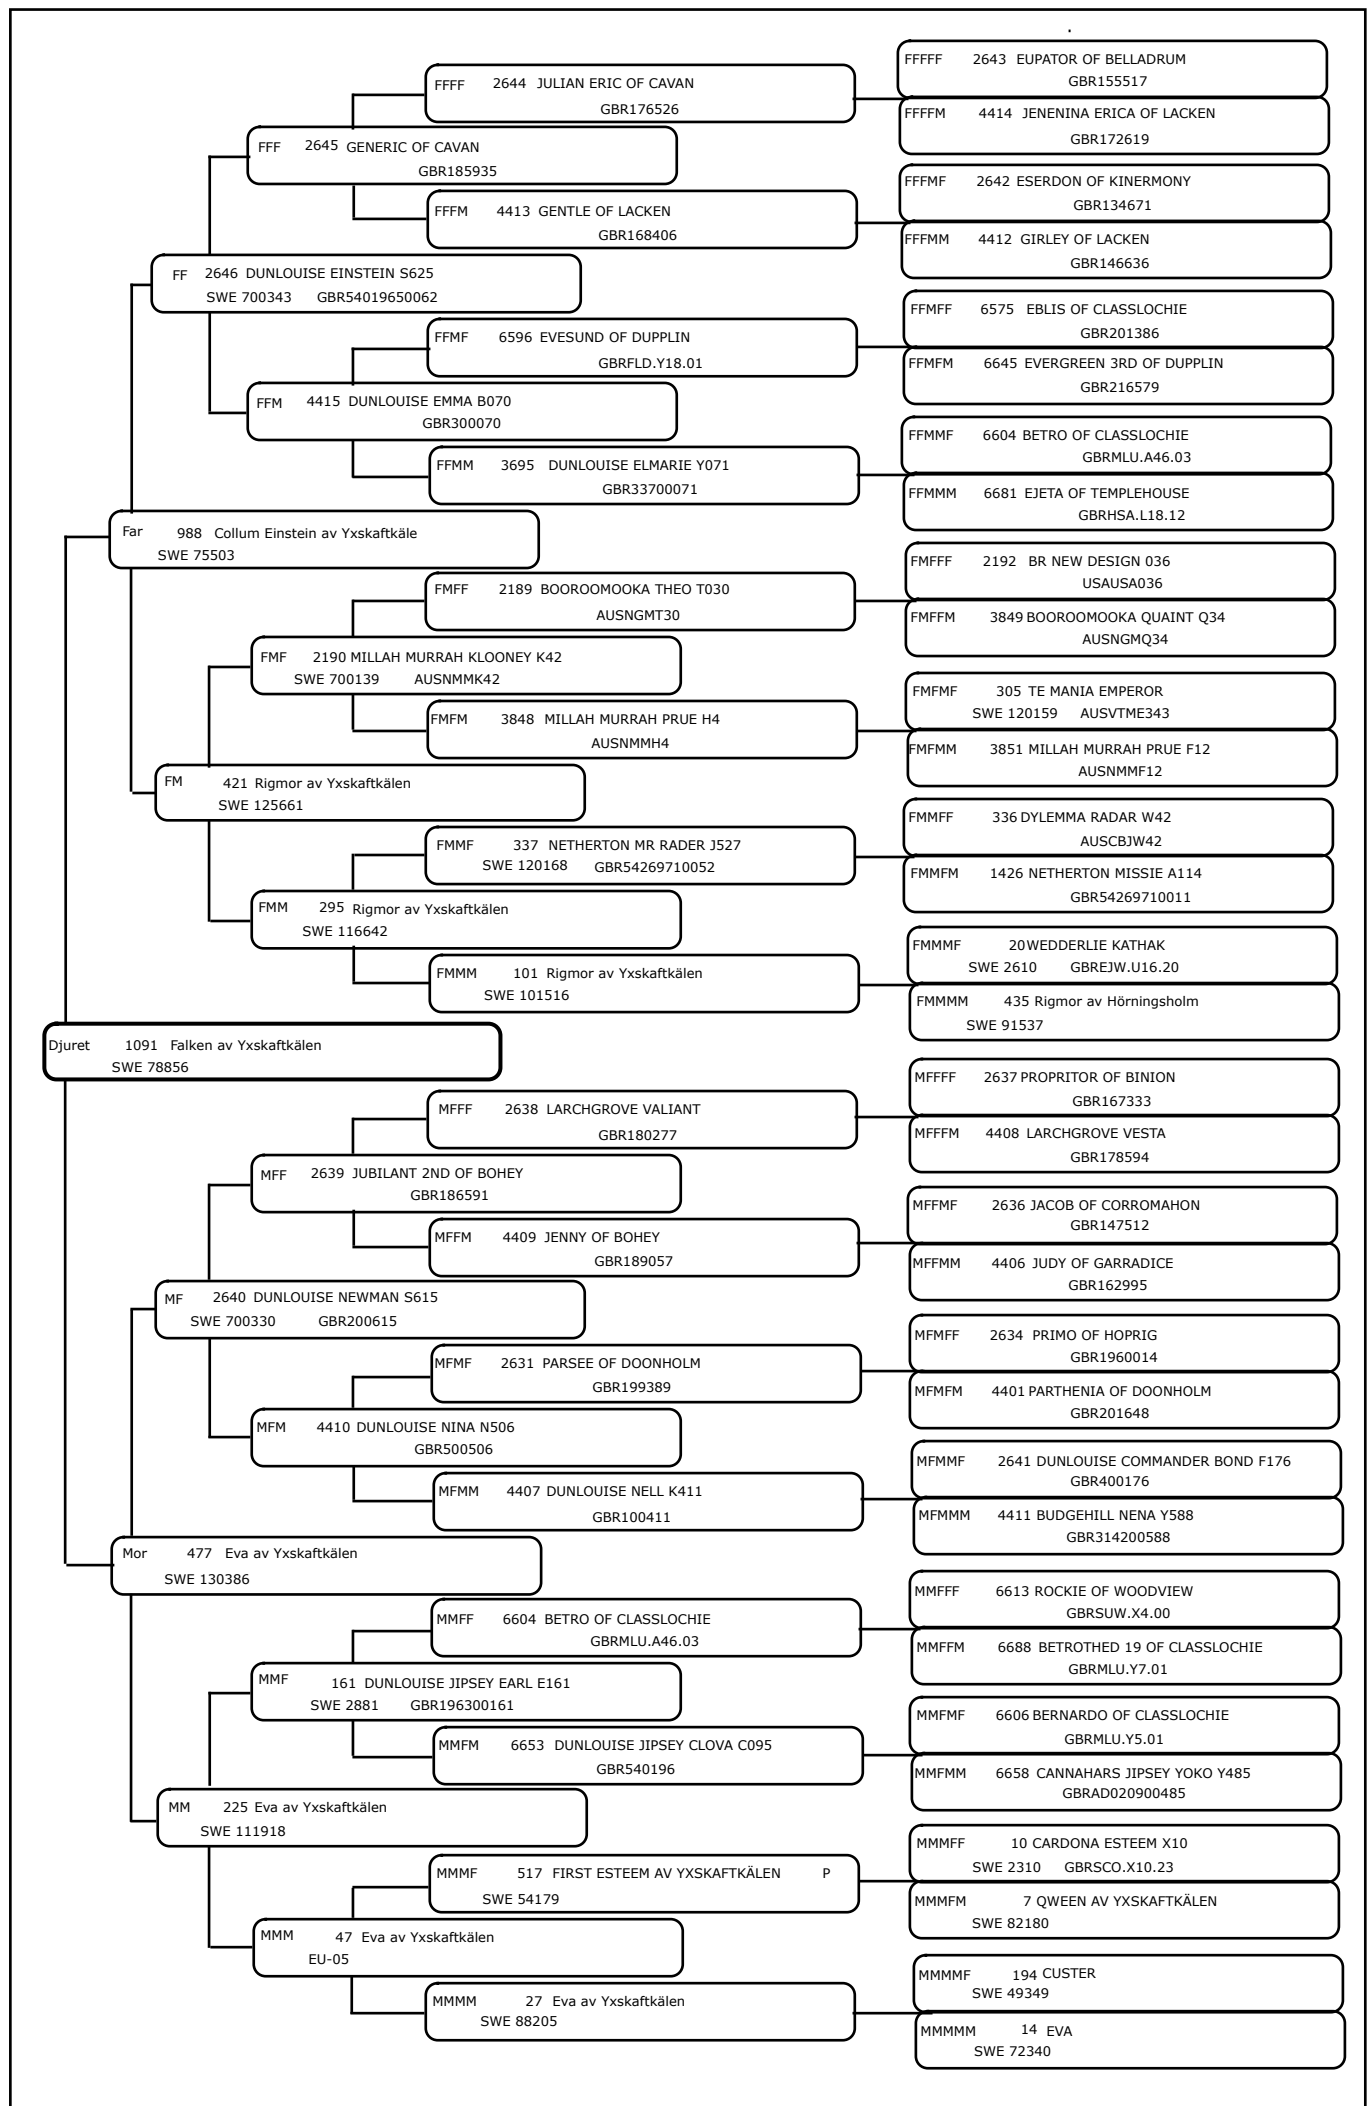 FFFFF 2643 EUPATOR OF BELLADRUM
GBR155517
FFFF 2644 JULIAN ERIC OF CAVAN
GBR176526
FFFFM 4414 JENENINA ERICA OF LACKEN
GBR172619
FFF 2645 GENERIC OF CAVAN
GBR185935
FFFMF 2642 ESERDON OF KINERMONY
GBR134671
FFFM 4413 GENTLE OF LACKEN
GBR168406
FFFMM 4412 GIRLEY OF LACKEN
GBR146636
FF 2646 DUNLOUISE EINSTEIN S625
SWE 700343 GBR54019650062
FFMFF 6575 EBLIS OF CLASSLOCHIE
GBR201386
FFMF 6596 EVESUND OF DUPPLIN
GBRFLD.Y18.01
FFMFM 6645 EVERGREEN 3RD OF DUPPLIN
GBR216579
FFM 4415 DUNLOUISE EMMA B070
GBR300070
FFMMF 6604 BETRO OF CLASSLOCHIE
GBRMLU.A46.03
FFMM 3695 DUNLOUISE ELMARIE Y071
GBR33700071
FFMMM 6681 EJETA OF TEMPLEHOUSE
GBRHSA.L18.12
Far 988 Collum Einstein av Yxskaftkäle
SWE 75503
FMFFF 2192 BR NEW DESIGN 036
USAUSA036
FMFF 2189 BOOROOMOOKA THEO T030
AUSNGMT30
FMFFM 3849 BOOROOMOOKA QUAINT Q34
AUSNGMQ34
FMF 2190 MILLAH MURRAH KLOONEY K42
SWE 700139 AUSNMMK42
FMFMF 305 TE MANIA EMPEROR
SWE 120159 AUSVTME343
FMFM 3848 MILLAH MURRAH PRUE H4
AUSNMMH4
FMFMM 3851 MILLAH MURRAH PRUE F12
AUSNMMF12
FM 421 Rigmor av Yxskaftkälen
SWE 125661
FMMFF 336 DYLEMMA RADAR W42
AUSCBJW42
FMMF 337 NETHERTON MR RADER J527
SWE 120168 GBR54269710052
FMMFM 1426 NETHERTON MISSIE A114
GBR54269710011
FMM 295 Rigmor av Yxskaftkälen
SWE 116642
FMMMF 20 WEDDERLIE KATHAK
SWE 2610 GBREJW.U16.20
FMMM 101 Rigmor av Yxskaftkälen
SWE 101516
FMMMM 435 Rigmor av Hörningsholm
SWE 91537
Djuret 1091 Falken av Yxskaftkälen
SWE 78856
MFFFF 2637 PROPRITOR OF BINION
GBR167333
MFFF 2638 LARCHGROVE VALIANT
GBR180277
MFFFM 4408 LARCHGROVE VESTA
GBR178594
MFF 2639 JUBILANT 2ND OF BOHEY
GBR186591
MFFMF 2636 JACOB OF CORROMAHON
GBR147512
MFFM 4409 JENNY OF BOHEY
GBR189057
MFFMM 4406 JUDY OF GARRADICE
GBR162995
MF 2640 DUNLOUISE NEWMAN S615
SWE 700330 GBR200615
MFMFF 2634 PRIMO OF HOPRIG
GBR1960014
MFMF 2631 PARSEE OF DOONHOLM
GBR199389
MFMFM 4401 PARTHENIA OF DOONHOLM
GBR201648
MFM 4410 DUNLOUISE NINA N506
GBR500506
MFMMF 2641 DUNLOUISE COMMANDER BOND F176
GBR400176
MFMM 4407 DUNLOUISE NELL K411
GBR100411
MFMMM 4411 BUDGEHILL NENA Y588
GBR314200588
Mor 477 Eva av Yxskaftkälen
SWE 130386
MMFFF 6613 ROCKIE OF WOODVIEW
GBRSUW.X4.00
MMFF 6604 BETRO OF CLASSLOCHIE
GBRMLU.A46.03
MMFFM 6688 BETROTHED 19 OF CLASSLOCHIE
GBRMLU.Y7.01
MMF 161 DUNLOUISE JIPSEY EARL E161
SWE 2881 GBR196300161
MMFMF 6606 BERNARDO OF CLASSLOCHIE
GBRMLU.Y5.01
MMFM 6653 DUNLOUISE JIPSEY CLOVA C095
GBR540196
MMFMM 6658 CANNAHARS JIPSEY YOKO Y485
GBRAD020900485
MM 225 Eva av Yxskaftkälen
SWE 111918
MMMFF 10 CARDONA ESTEEM X10
SWE 2310 GBRSCO.X10.23
MMMF 517 FIRST ESTEEM AV YXSKAFTKÄLEN P
SWE 54179
MMMFM 7 QWEEN AV YXSKAFTKÄLEN
SWE 82180
MMM 47 Eva av Yxskaftkälen
EU-05
MMMMF 194 CUSTER
SWE 49349
MMMM 27 Eva av Yxskaftkälen
SWE 88205
MMMMM 14 EVA
SWE 72340